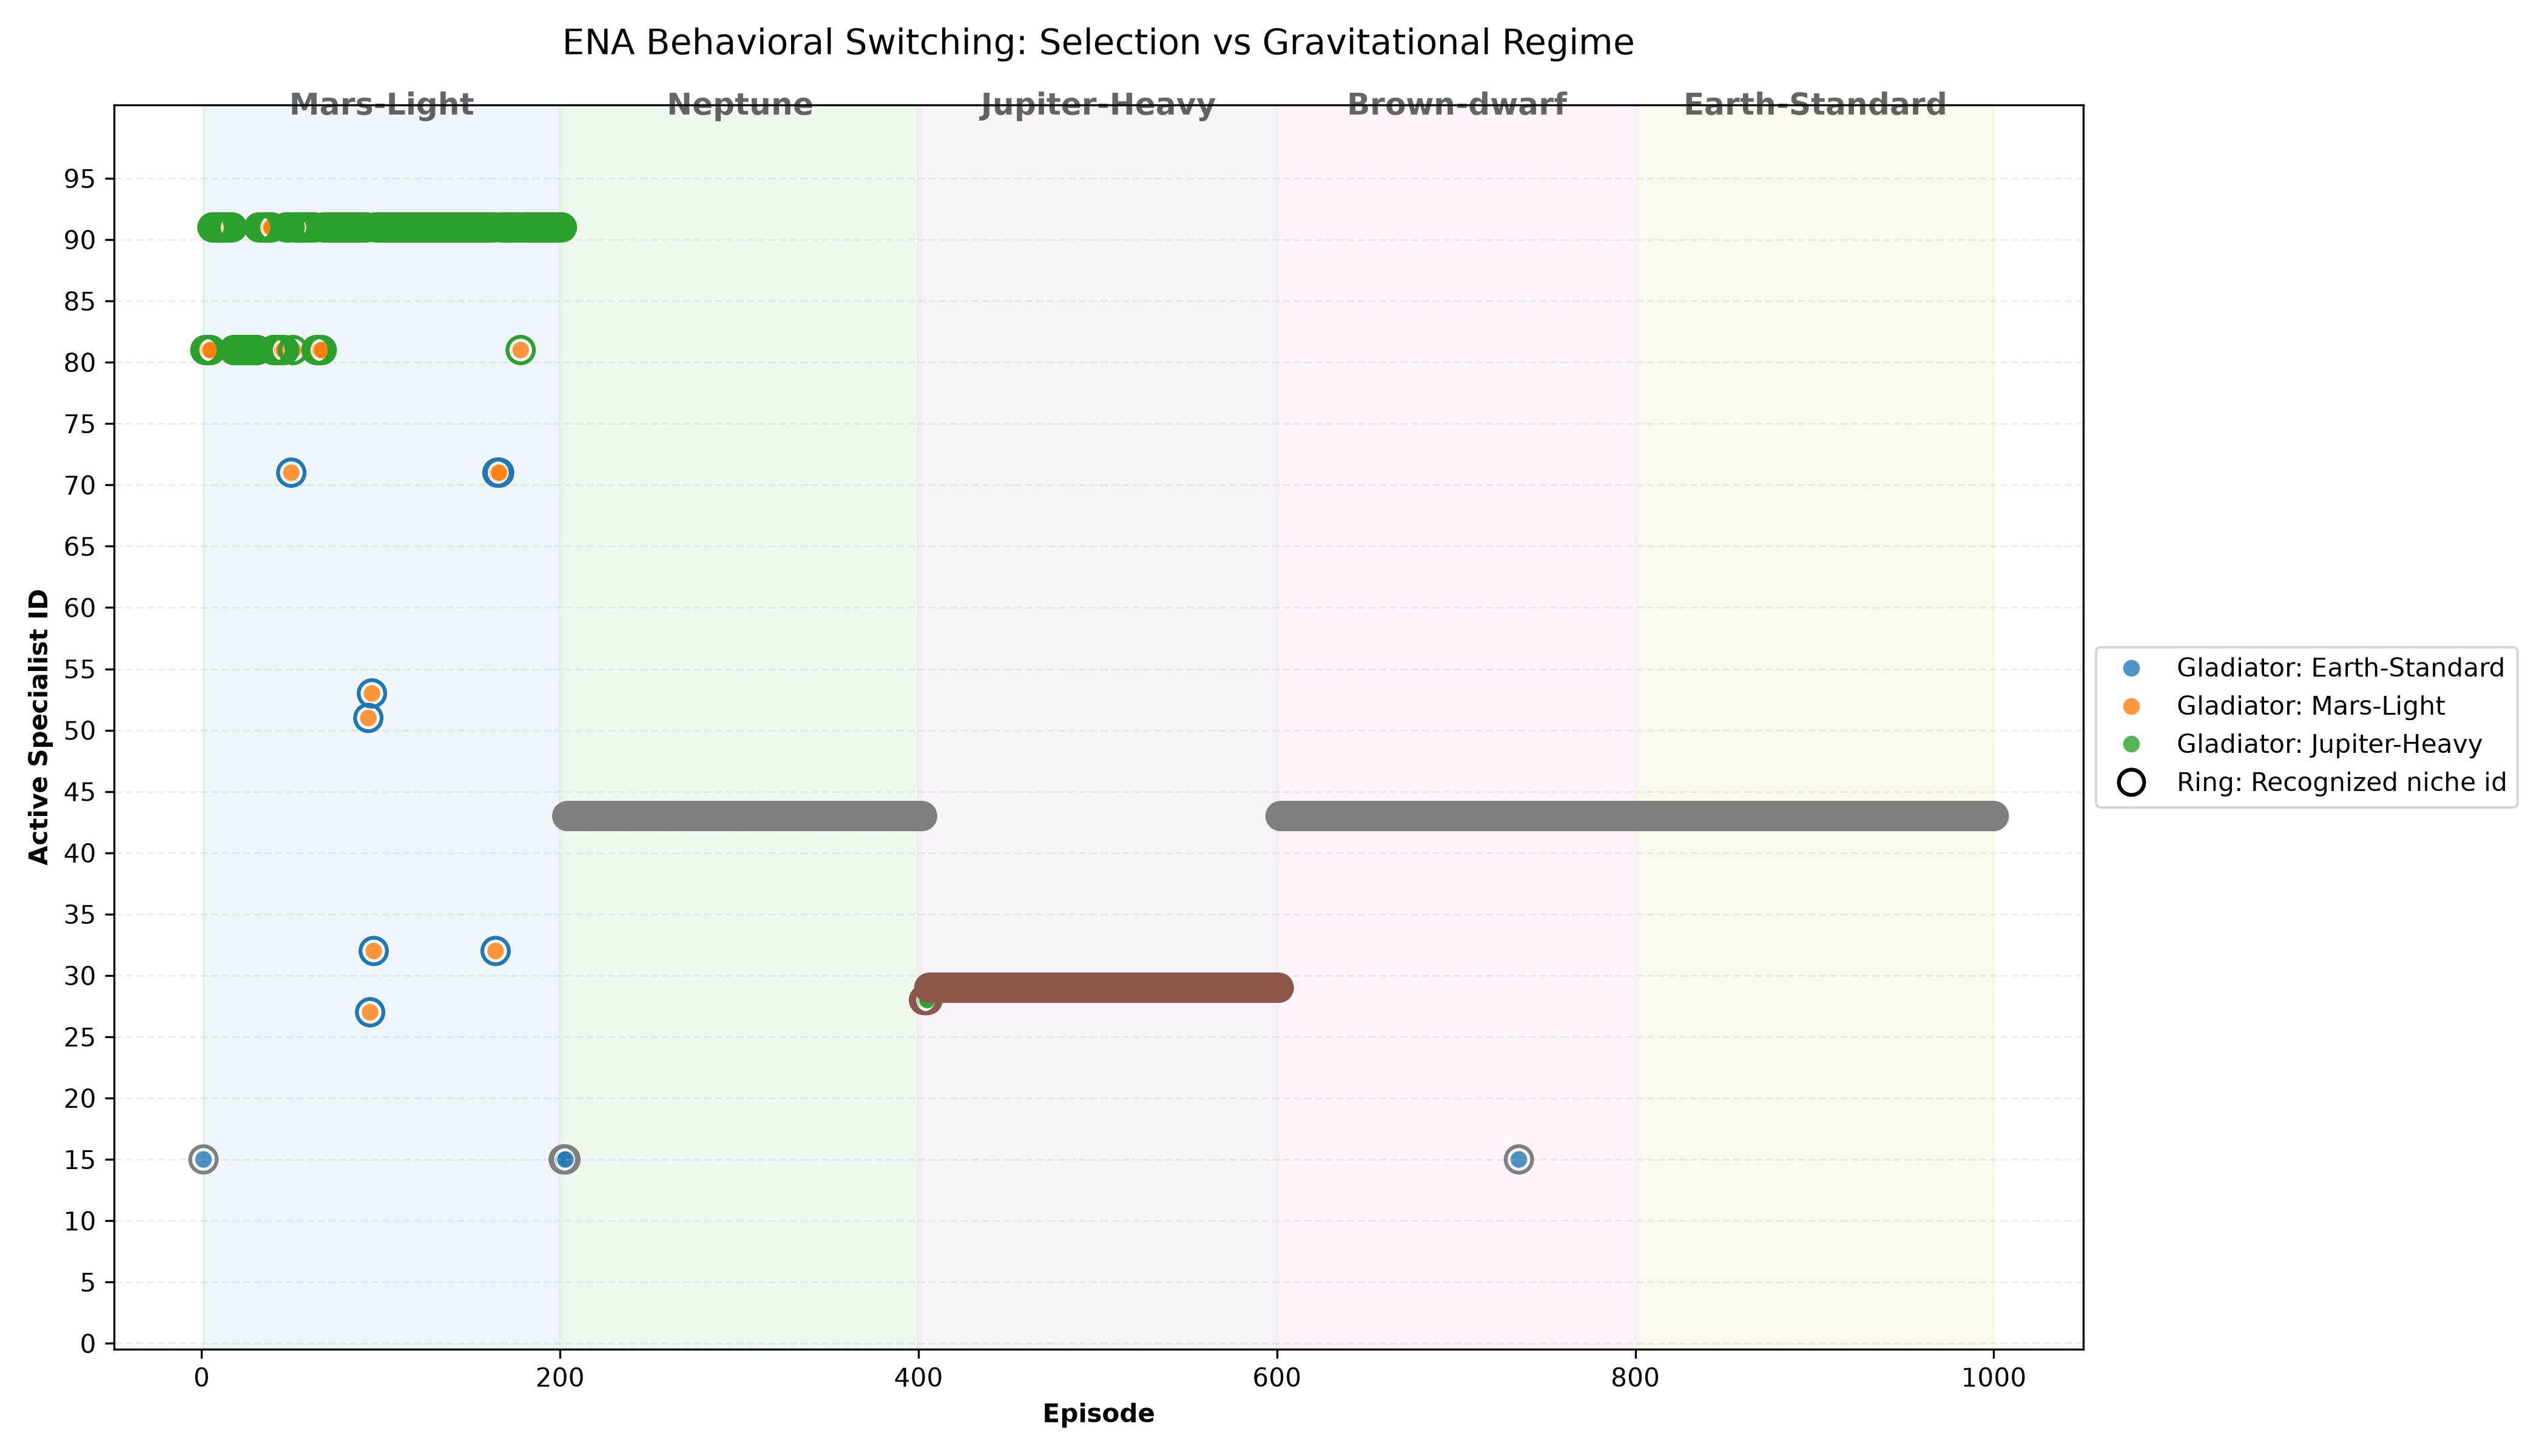 ENA Behavioral Switching: Selection vs Gravitational Regime
Mars-Light
Neptune
Jupiter-Heavy
Brown-dwarf
Earth-Standard
95
90
85
80
75
70
65
60
55
50
45
40
35
30
25
20
15
10
5
0
Active Specialist ID
0
200
400
600
800
1000
Episode
Gladiator: Earth-Standard
Gladiator: Mars-Light
Gladiator: Jupiter-Heavy
Ring: Recognized niche id